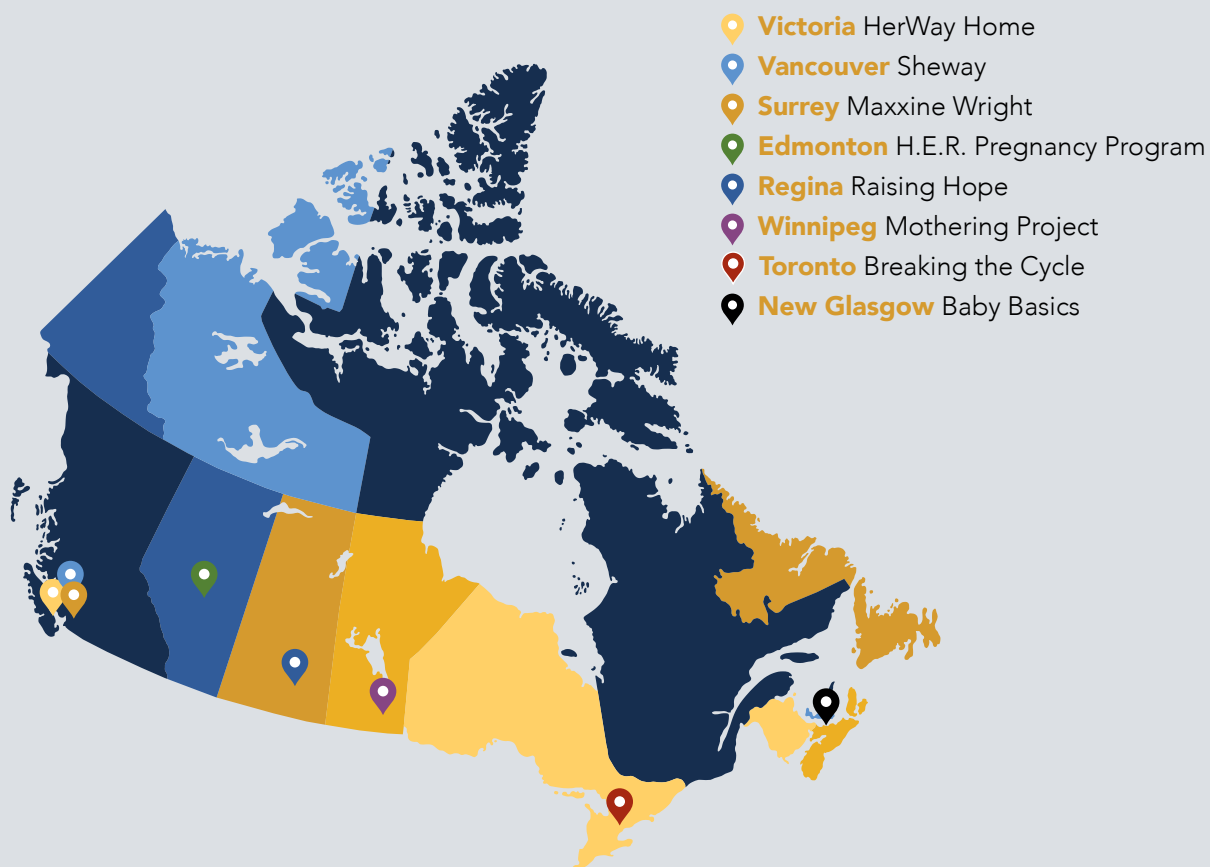 Victoria HerWay Home
Vancouver Sheway
Surrey Maxxine Wright
Edmonton H.E.R. Pregnancy Program
Regina Raising Hope
Winnipeg Mothering Project
Toronto Breaking the Cycle
New Glasgow Baby Basics